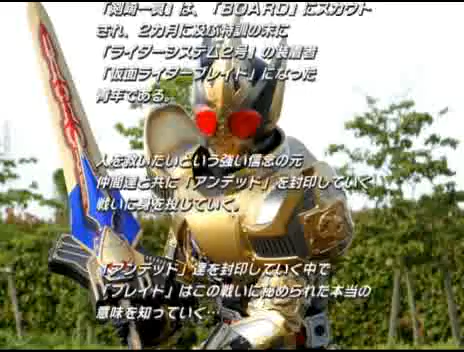 『剣崎一真』は、「BOARD」にスカウト
され、2カ月に及ぶ特訓の末に
「ライダーシステム2号」の装着者
「仮面ライダーブレイド」になった
青年である。
人を救いたいという強い信念の元
仲間達と共に「アンデッド」を封印していく
戦いに身を投じていく。
「アンデッド」達を封印していく中で
「ブレイド」はこの戦いに秘められた本当の
意味を知っていく…